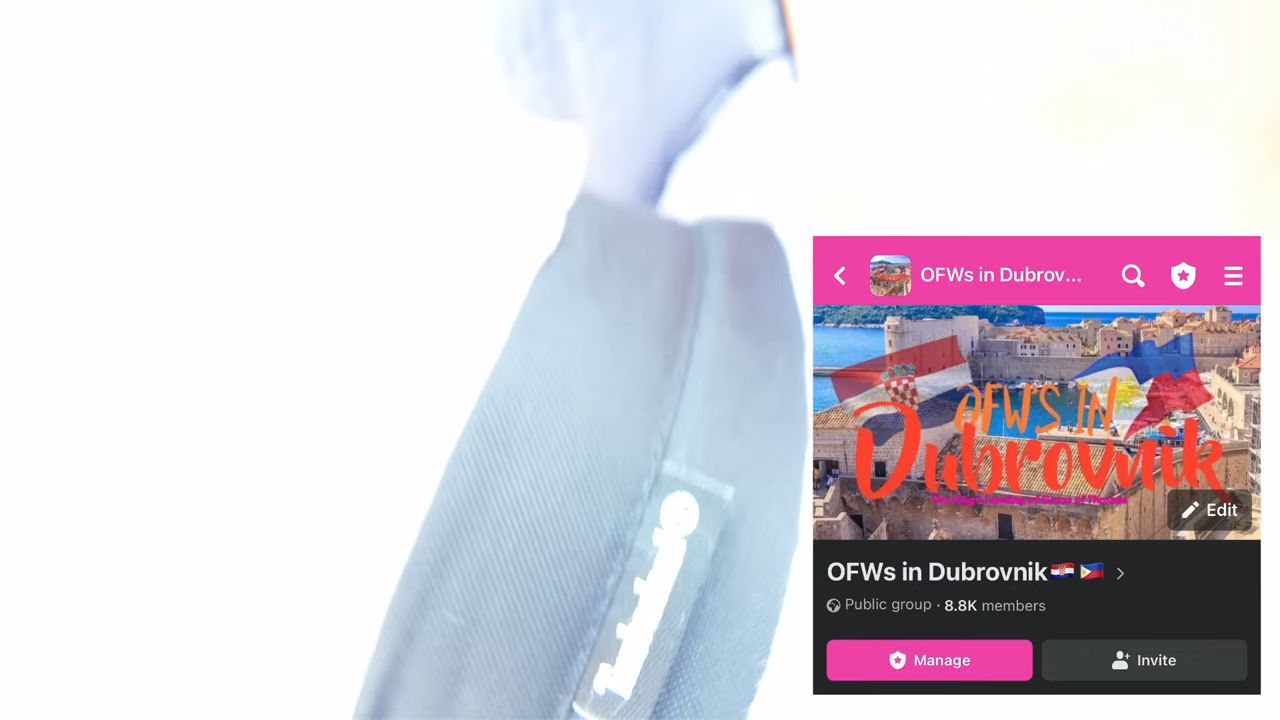 OFWs in Dubrov...
OFW'S IN
Dubrovnik
Edit
OFWs in Dubrovnik🇭🇷 🇵🇭
Public group · 8.8K members
Manage
Invite